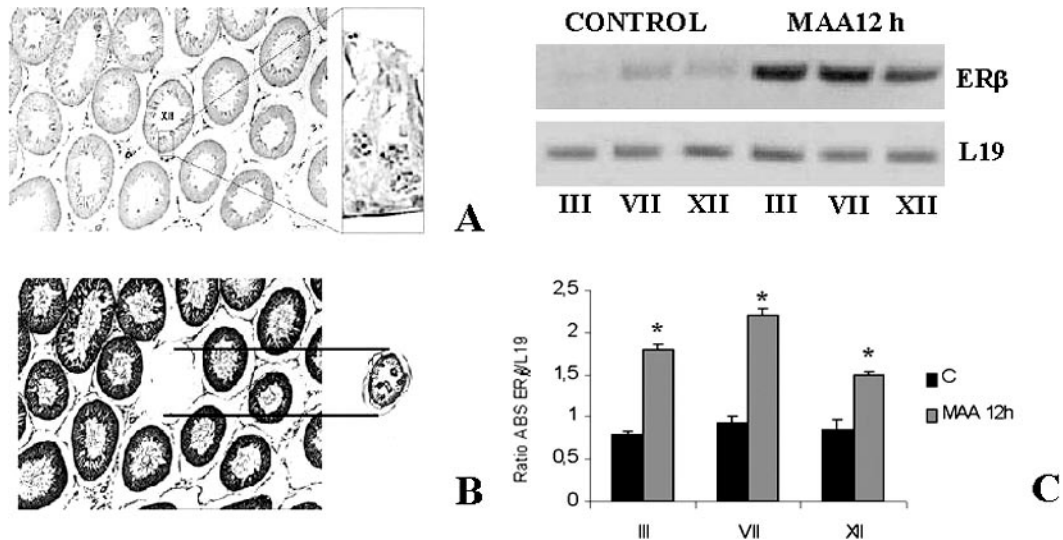 XII
A
CONTROL MAA12 h
ERβ
L19
III VII XII III VII XII
B
Ratio ABS ERβ/L19
2,5
2
1,5
1
0,5
0
* * *
C
MAA 12h
III VII XII
C